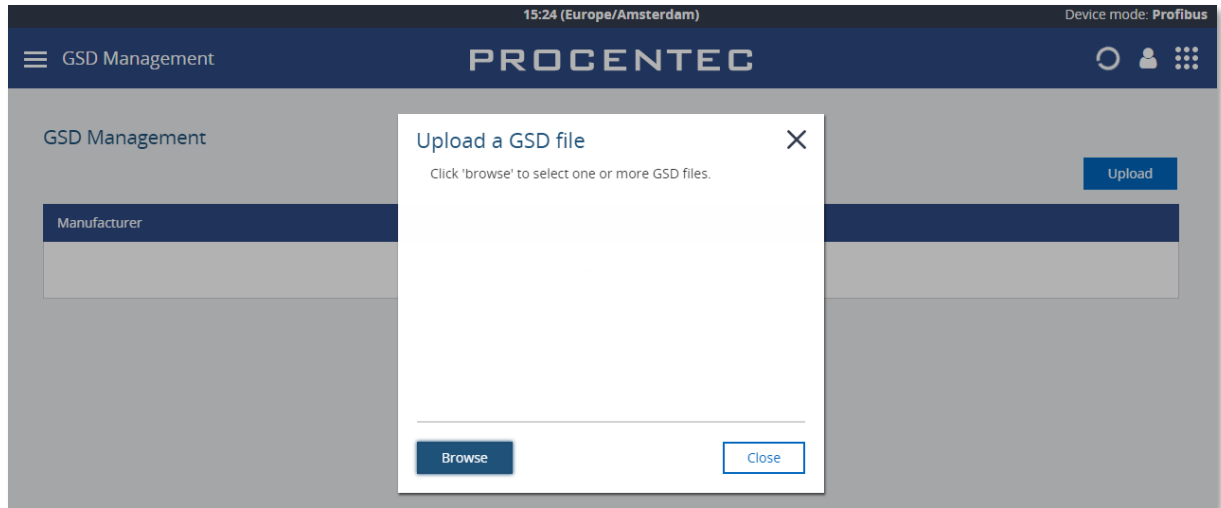 15:24 (Europe/Amsterdam)
Device mode: Profibus
GSD Management
PROCENTEC
GSD Management
Upload a GSD file
Click 'browse' to select one or more GSD files.
Upload
Manufacturer
Browse
Close